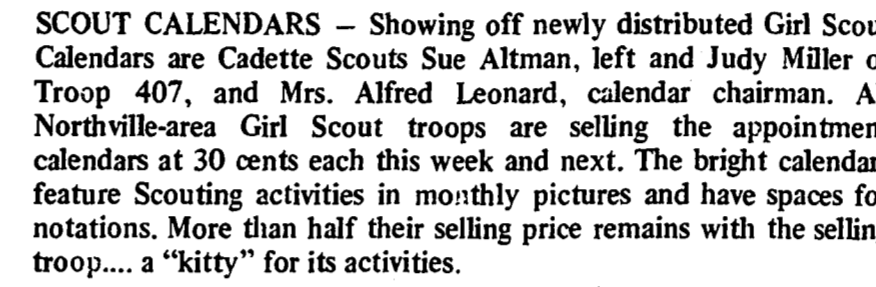 SCOUT CALENDARS — Showing off newly distributed Girl Scou
Calendars are Cadette Scouts Sue Altman, left and Judy Miller o
Troop 407, and Mrs. Alfred Leonard, calendar chairman. A
Northville-area Girl Scout troops are selling the appointmen
calendars at 30 cents each this week and next. The bright calendar
feature Scouting activities in monthly pictures and have spaces fo
notations. More than half their selling price remains with the sellin
troop.... a “kitty” for its activities.